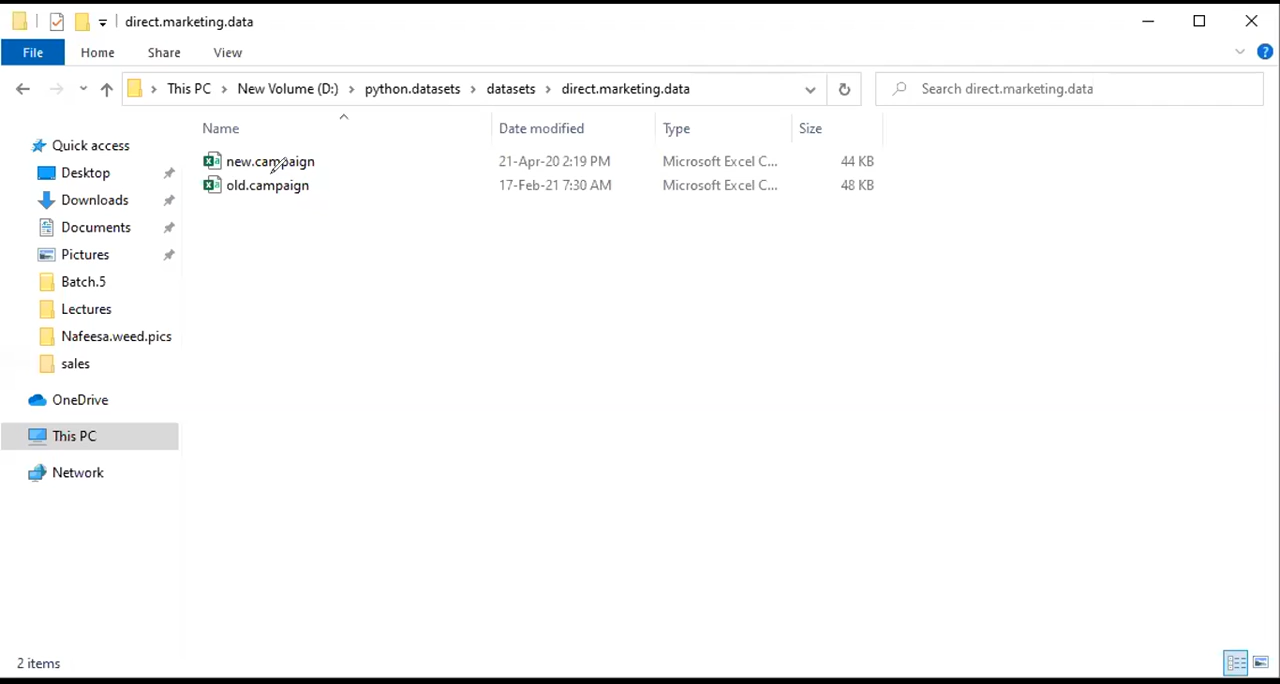 direct.marketing.data
File Home Share View
This PC New Volume (D:) python.datasets datasets direct.marketing.data Search direct.marketing.data
Name Date modified Type Size
new.campaign 21-Apr-20 2:19 PM Microsoft Excel C... 44 KB
old.campaign 17-Feb-21 7:30 AM Microsoft Excel C... 48 KB
Quick access
Desktop
Downloads
Documents
Pictures
Batch.5
Lectures
Nafeesa.weed.pics
sales
OneDrive
This PC
Network
2 items